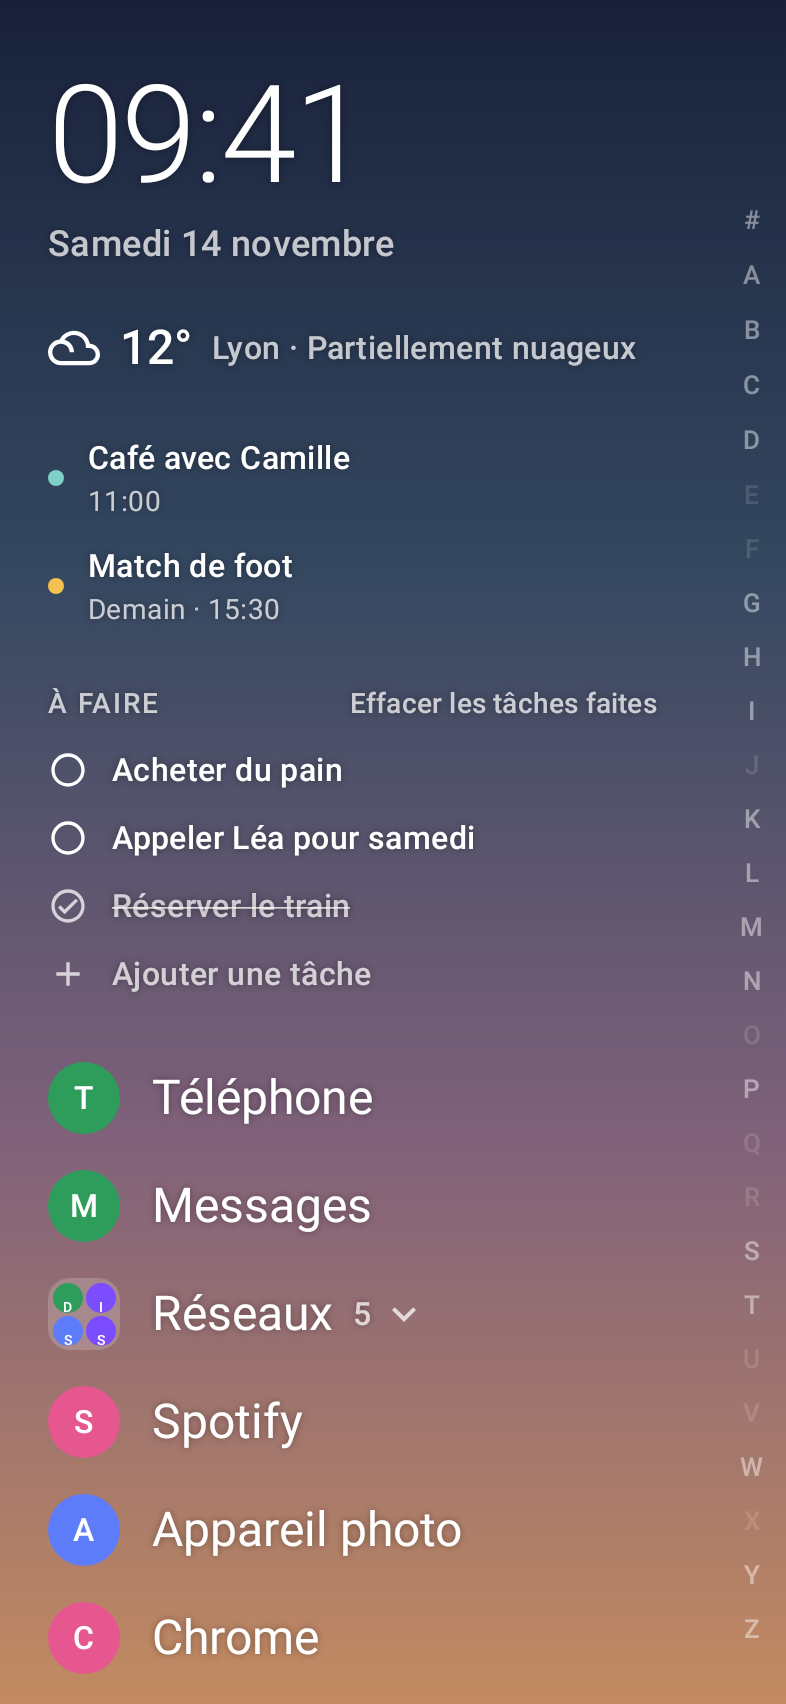 09:41
Samedi 14 novembre
12° Lyon · Partiellement nuageux
Café avec Camille
11:00
Match de foot
Demain · 15:30
À FAIRE Effacer les tâches faites
Acheter du pain
Appeler Léa pour samedi
Réserver le train
Ajouter une tâche
T Téléphone
M Messages
D I
S S
Réseaux 5
S Spotify
A Appareil photo
C Chrome
#
A
B
C
D
E
F
G
H
I
J
K
L
M
N
O
P
Q
R
S
T
U
V
W
X
Y
Z